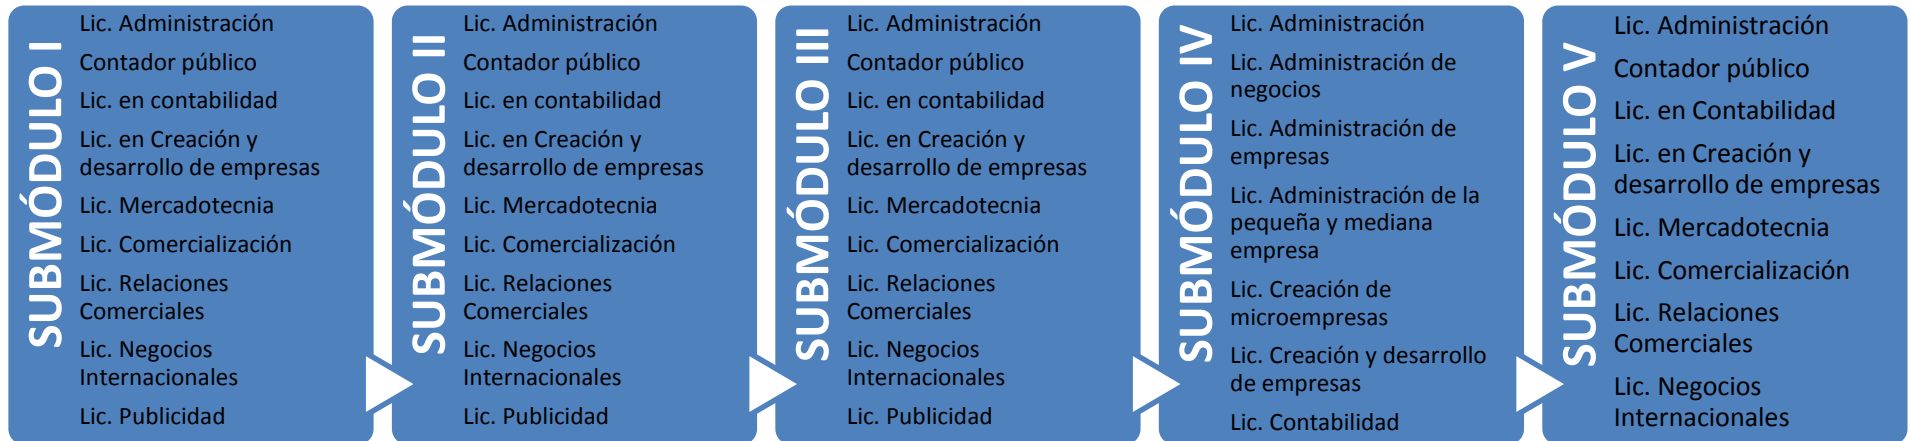 SUBMÓDULO I
Lic. Administración
Contador público
Lic. en contabilidad
Lic. en Creación y
desarrollo de empresas
Lic. Mercadotecnia
Lic. Comercialización
Lic. Relaciones
Comerciales
Lic. Negocios
Internacionales
Lic. Publicidad
SUBMÓDULO II
Lic. Administración
Contador público
Lic. en contabilidad
Lic. en Creación y
desarrollo de empresas
Lic. Mercadotecnia
Lic. Comercialización
Lic. Relaciones
Comerciales
Lic. Negocios
Internacionales
Lic. Publicidad
SUBMÓDULO III
Lic. Administración
Contador público
Lic. en contabilidad
Lic. en Creación y
desarrollo de empresas
Lic. Mercadotecnia
Lic. Comercialización
Lic. Relaciones
Comerciales
Lic. Negocios
Internacionales
Lic. Publicidad
SUBMÓDULO IV
Lic. Administración
Lic. Administración de
negocios
Lic. Administración de
empresas
Lic. Administración de la
pequeña y mediana
empresa
Lic. Creación de
microempresas
Lic. Creación y desarrollo
de empresas
Lic. Contabilidad
SUBMÓDULO V
Lic. Administración
Contador público
Lic. en Contabilidad
Lic. en Creación y
desarrollo de empresas
Lic. Mercadotecnia
Lic. Comercialización
Lic. Relaciones
Comerciales
Lic. Negocios
Internacionales